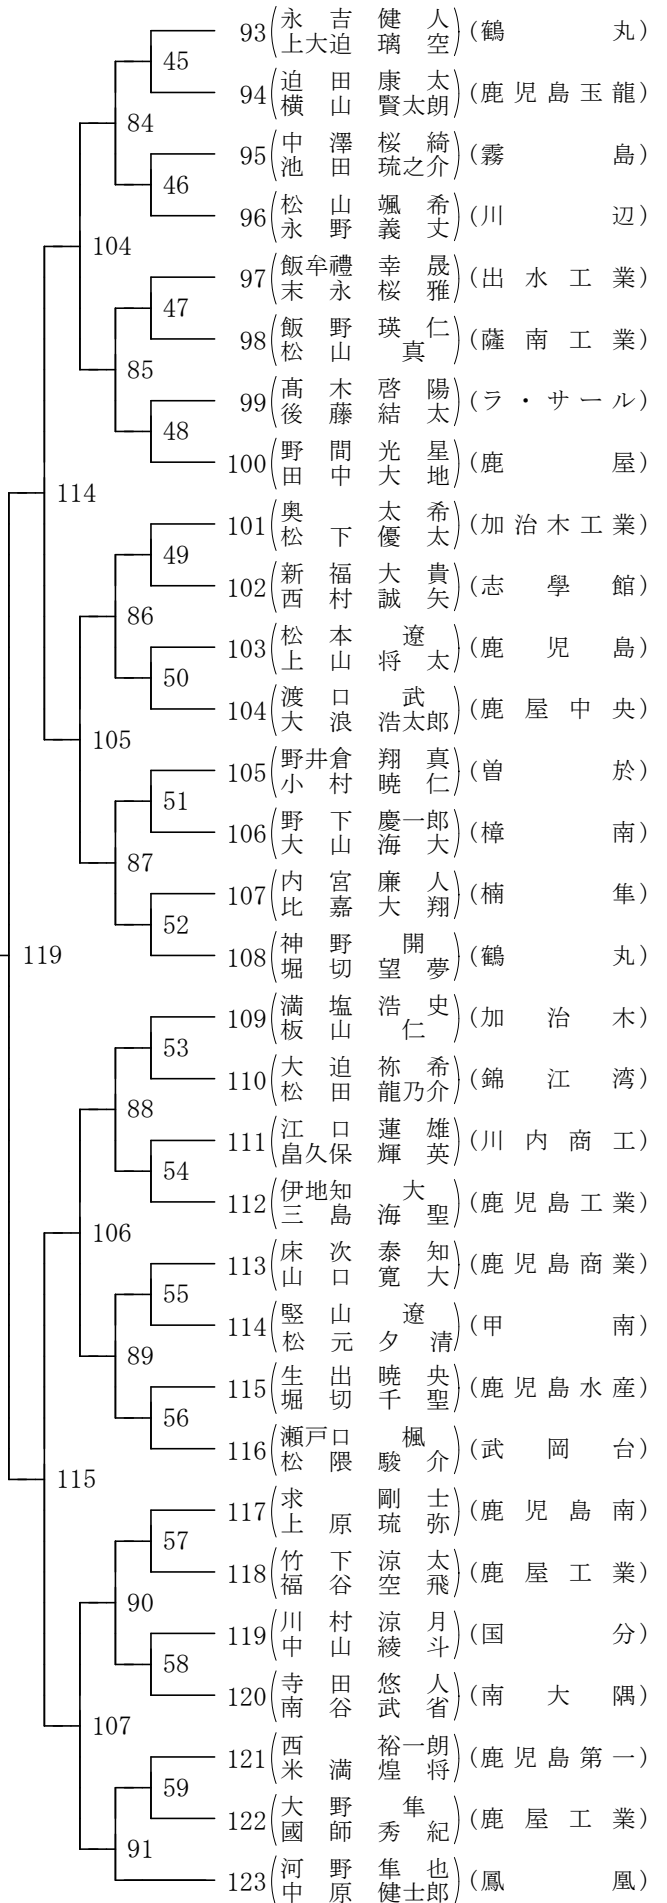 93 (永吉健人 上大迫璃空) (鶴丸)
45
94 (迫田康太 横山賢太朗) (鹿児島玉龍)
84
95 (中澤桜綺 池田琉之介) (霧島)
46
96 (松山颯希 永野義丈) (川辺)
104
97 (飯牟禮幸晟 末永桜雅) (出水工業)
47
98 (飯野瑛仁 松山真) (薩南工業)
85
99 (髙木啓陽 後藤結太) (ラ・サール)
48
100 (野間光星 田中大地) (鹿屋)
114
101 (奥太希 松下優太) (加治木工業)
49
102 (新福大貴 西村誠矢) (志學館)
86
103 (松本遼 上山将太) (鹿児島)
50
104 (渡口武 大浪浩太郎) (鹿屋中央)
105
105 (野井倉翔真 小村暁仁) (曽於)
51
106 (野下慶一郎 大山海大) (樟南)
87
107 (内宮廉人 比嘉大翔) (楠隼)
52
108 (神野開 堀切望夢) (鶴丸)
119
109 (満塩浩史 板山仁) (加治木)
53
110 (大迫祢希 松田龍乃介) (錦江湾)
88
111 (江口蓮雄 畠久保輝英) (川内商工)
54
112 (伊地知大 三島海聖) (鹿児島工業)
106
113 (床次泰知 山口寛大) (鹿児島商業)
55
114 (竪山遼 松元夕清) (甲南)
89
115 (生出暁央 堀切千聖) (鹿児島水産)
56
116 (瀬戸口楓 松隈駿介) (武岡台)
115
117 (求剛士 上原琉弥) (鹿児島南)
57
118 (竹下涼太 福谷空飛) (鹿屋工業)
90
119 (川村涼月 中山綾斗) (国分)
58
120 (寺田悠人 南谷武省) (南大隅)
107
121 (西裕一朗 米満煌将) (鹿児島第一)
59
122 (大野隼 國師秀紀) (鹿屋工業)
91
123 (河野隼也 中原健士郎) (鳳凰)